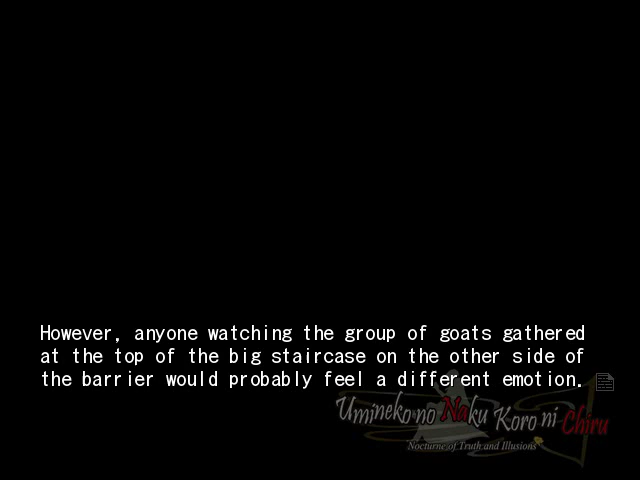 However, anyone watching the group of goats gathered
at the top of the big staircase on the other side of
the barrier would probably feel a different emotion.
Umineko no Naku Koro ni Chiru
Nocturne of Truth and Illusions